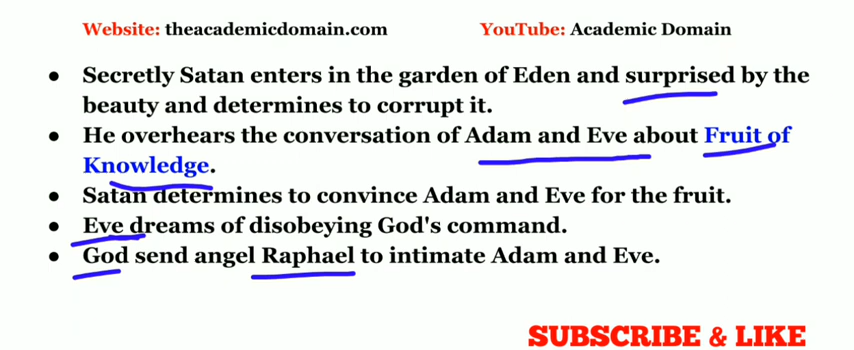 Website: theacademicdomain.com YouTube: Academic Domain
● Secretly Satan enters in the garden of Eden and surprised by the
beauty and determines to corrupt it.
● He overhears the conversation of Adam and Eve about Fruit of
Knowledge.
● Satan determines to convince Adam and Eve for the fruit.
● Eve dreams of disobeying God's command.
● God send angel Raphael to intimate Adam and Eve.
SUBSCRIBE & LIKE